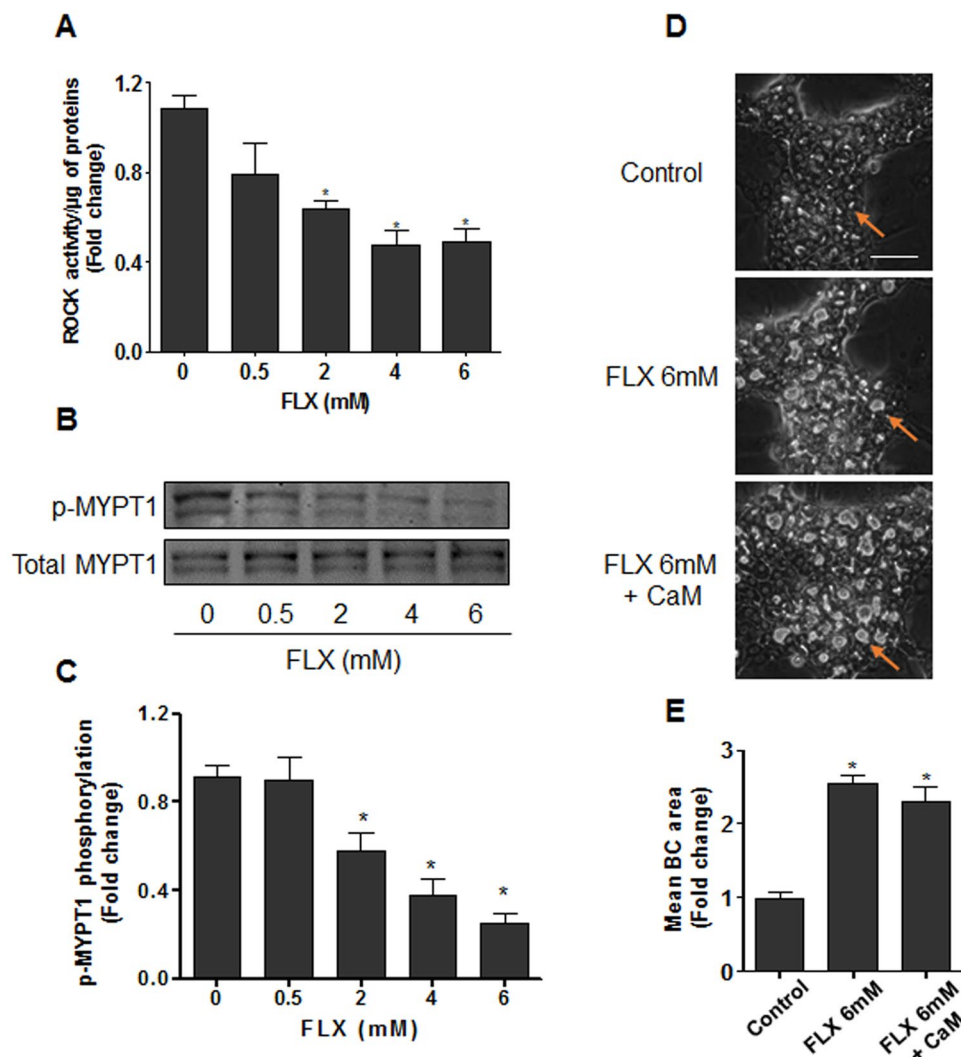 A
ROCK activity/µg of proteins
(Fold change)
1.2
0.8
0.4
0.0
0 0.5 2 4 6
* * *
FLX (mM)
B
p-MYPT1
Total MYPT1
0 0.5 2 4 6
FLX (mM)
C
p-MYPT1 phosphorylation
(Fold change)
1.2
0.8
0.4
0.0
* * *
0 0.5 2 4 6
FLX (mM)
D
Control
FLX 6mM
FLX 6mM
+ CaM
E
Mean BC area
(Fold change)
3
2
1
0
* *
Control
FLX 6mM
FLX 6mM
+ CaM